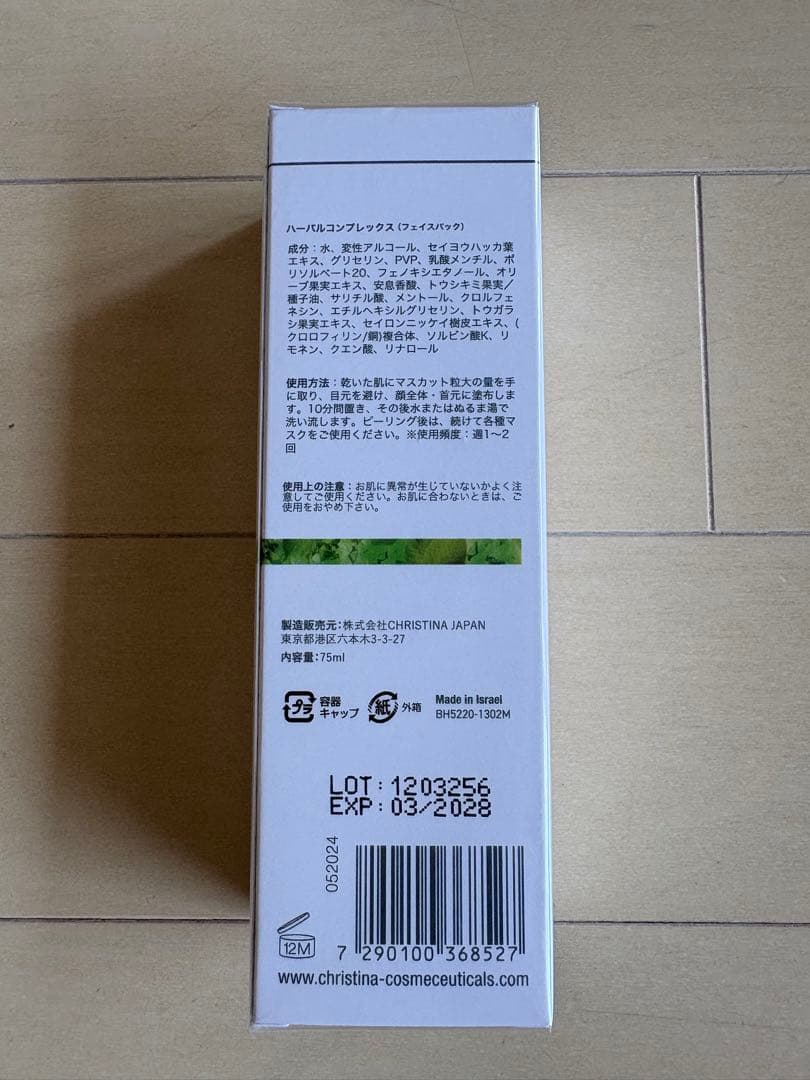 ハーバルコンプレックス（フェイスパック）
成分：水、変性アルコール、セイヨウハッカ葉
エキス、グリセリン、PVP、乳酸メンチル、ポ
リソルベート20、フェノキシエタノール、オリ
ーブ果実エキス、安息香酸、トウシキミ果実／
種子油、サリチル酸、メントール、クロルフェ
ネシン、エチルヘキシルグリセリン、トウガラ
シ果実エキス、セイロンニッケイ樹皮エキス、(
クロロフィリン/銅)複合体、ソルビン酸K、リ
モネン、クエン酸、リナロール
使用方法：乾いた肌にマスカット粒大の量を手
に取り、目元を避け、顔全体・首元に塗布しま
す。10分間置き、その後水またはぬるま湯で
洗い流します。ピーリング後は、続けて各種マ
スクをご使用ください。※使用頻度：週1〜2
回
使用上の注意：お肌に異常が生じていないかよく注
意してご使用ください。お肌に合わないときは、ご
使用をおやめ下さい。
製造販売元：株式会社CHRISTINA JAPAN
東京都港区六本木3-3-27
内容量：75ml
プラ 容器
キャップ
紙 外箱
Made in Israel
BH5220-1302M
LOT: 1203256
EXP: 03/2028
052024
12M
7 290100 368527
www.christina-cosmeceuticals.com